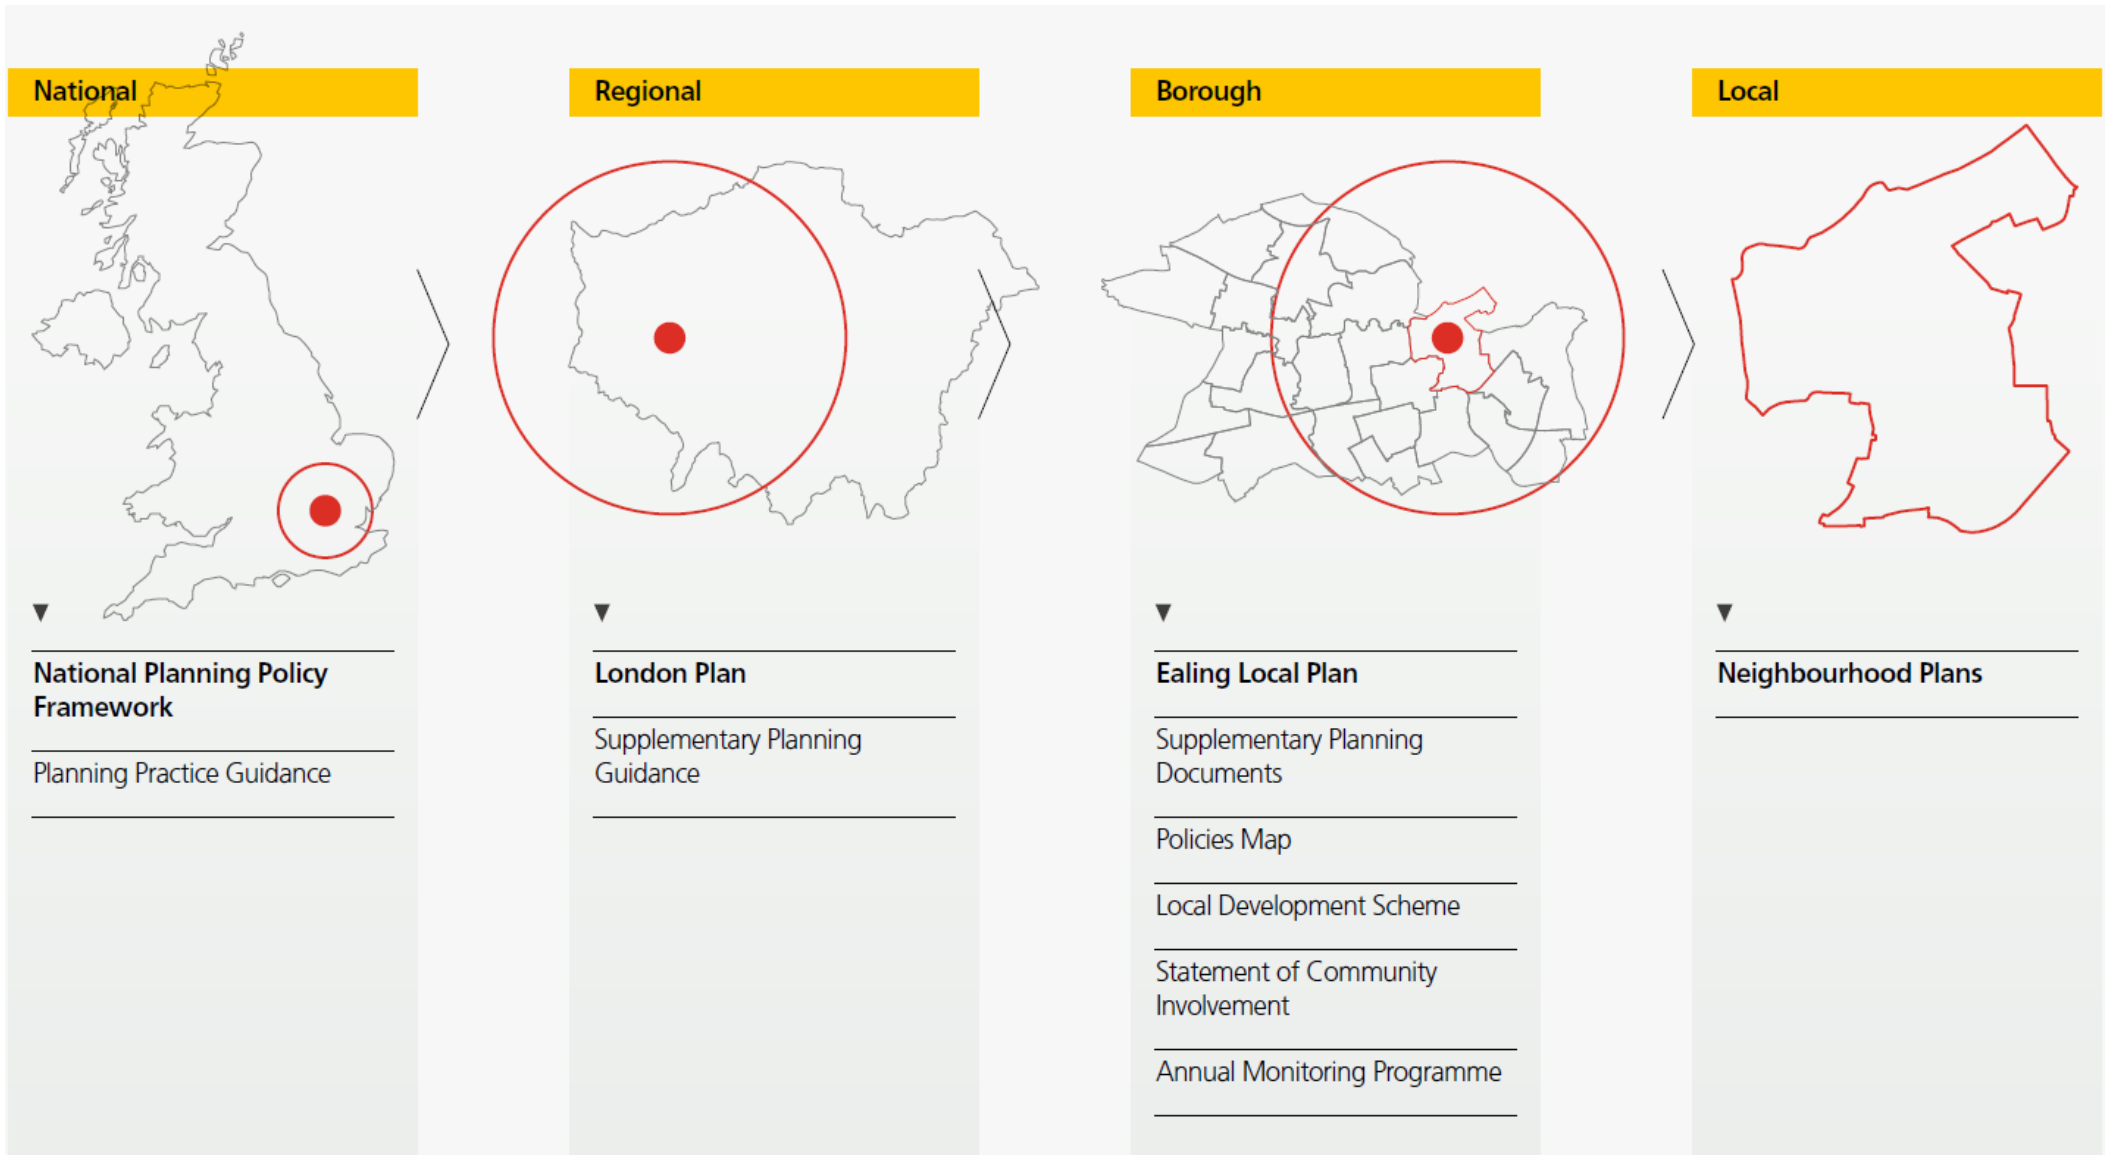 National
Regional
Borough
Local
National Planning Policy
Framework
Planning Practice Guidance
London Plan
Supplementary Planning
Guidance
Ealing Local Plan
Supplementary Planning
Documents
Policies Map
Local Development Scheme
Statement of Community
Involvement
Annual Monitoring Programme
Neighbourhood Plans